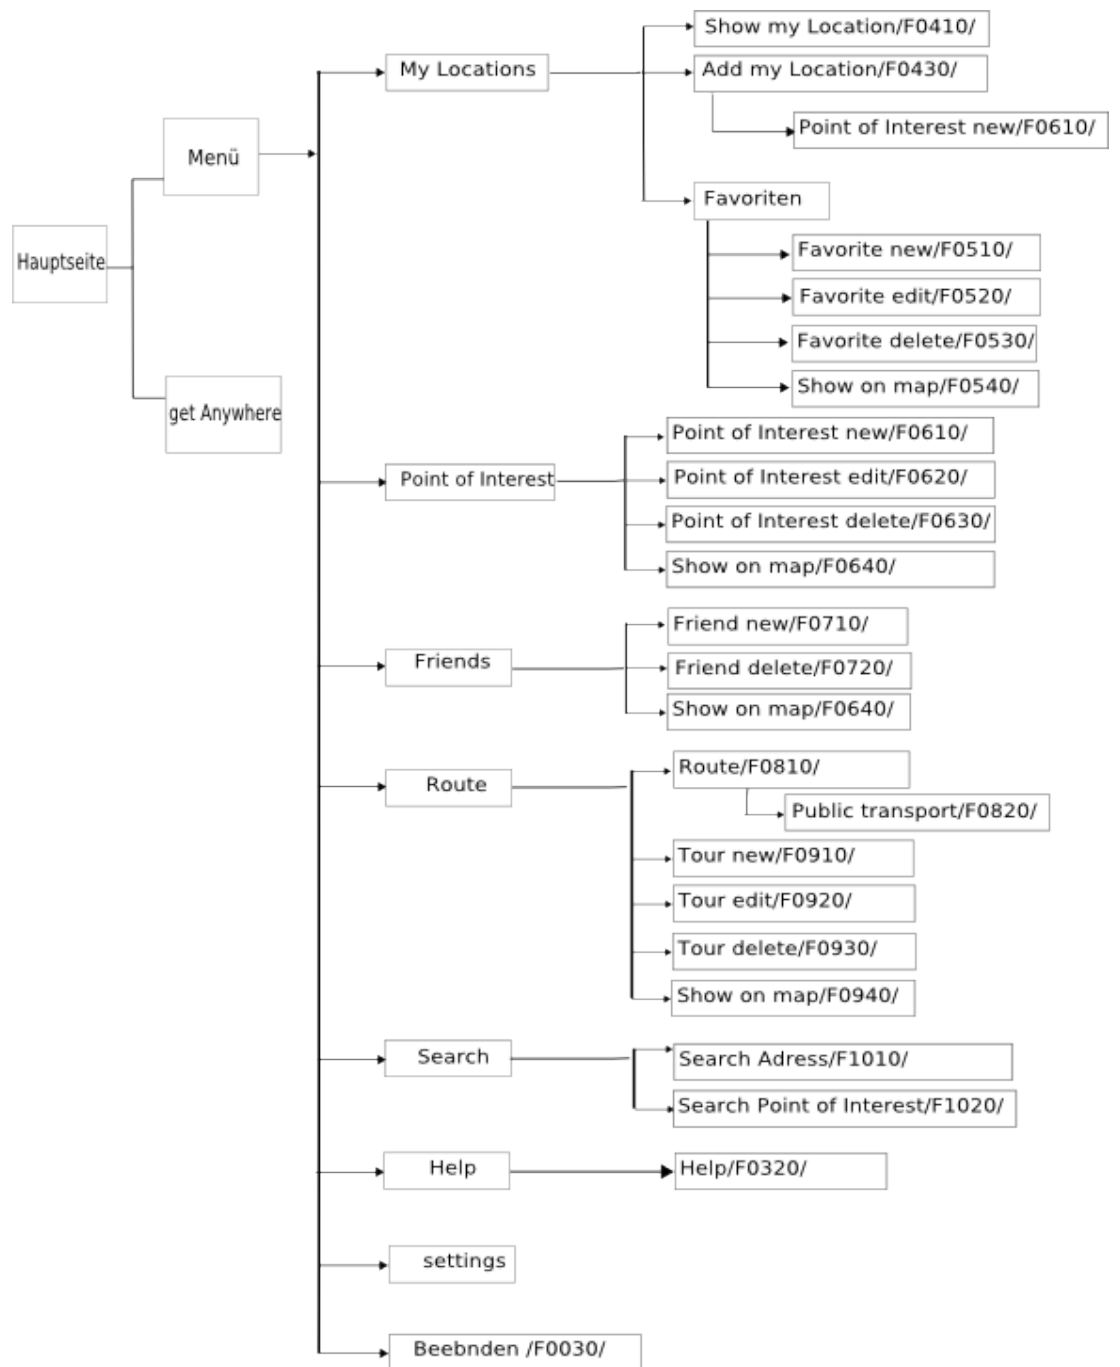 Hauptseite
Menü
get Anywhere
My Locations
Show my Location/F0410/
Add my Location/F0430/
Point of Interest new/F0610/
Favoriten
Favorite new/F0510/
Favorite edit/F0520/
Favorite delete/F0530/
Show on map/F0540/
Point of Interest
Point of Interest new/F0610/
Point of Interest edit/F0620/
Point of Interest delete/F0630/
Show on map/F0640/
Friends
Friend new/F0710/
Friend delete/F0720/
Show on map/F0640/
Route
Route/F0810/
Public transport/F0820/
Tour new/F0910/
Tour edit/F0920/
Tour delete/F0930/
Show on map/F0940/
Search
Search Adress/F1010/
Search Point of Interest/F1020/
Help
Help/F0320/
settings
Beebnden /F0030/